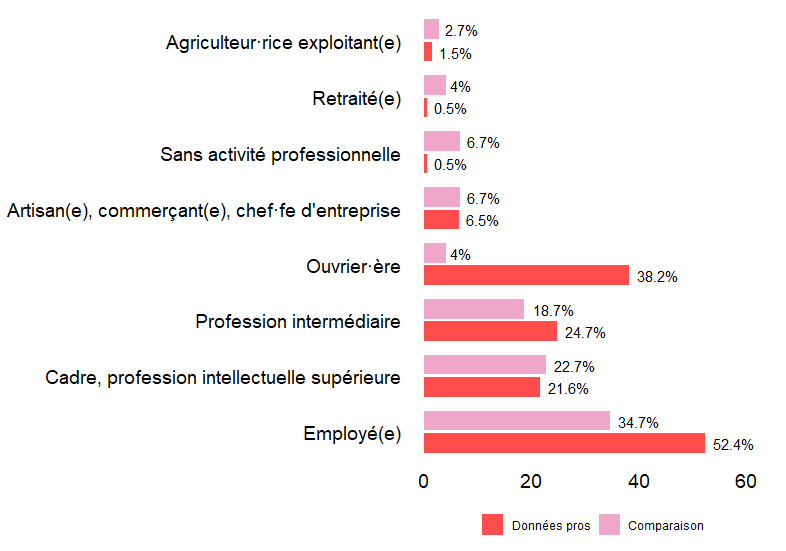 Agriculteur·rice exploitant(e)
2.7%
1.5%
Retraité(e)
4%
0.5%
Sans activité professionnelle
6.7%
0.5%
Artisan(e), commerçant(e), chef·fe d'entreprise
6.7%
6.5%
Ouvrier·ère
4%
38.2%
Profession intermédiaire
18.7%
24.7%
Cadre, profession intellectuelle supérieure
22.7%
21.6%
Employé(e)
34.7%
52.4%
0 20 40 60
Données pros Comparaison